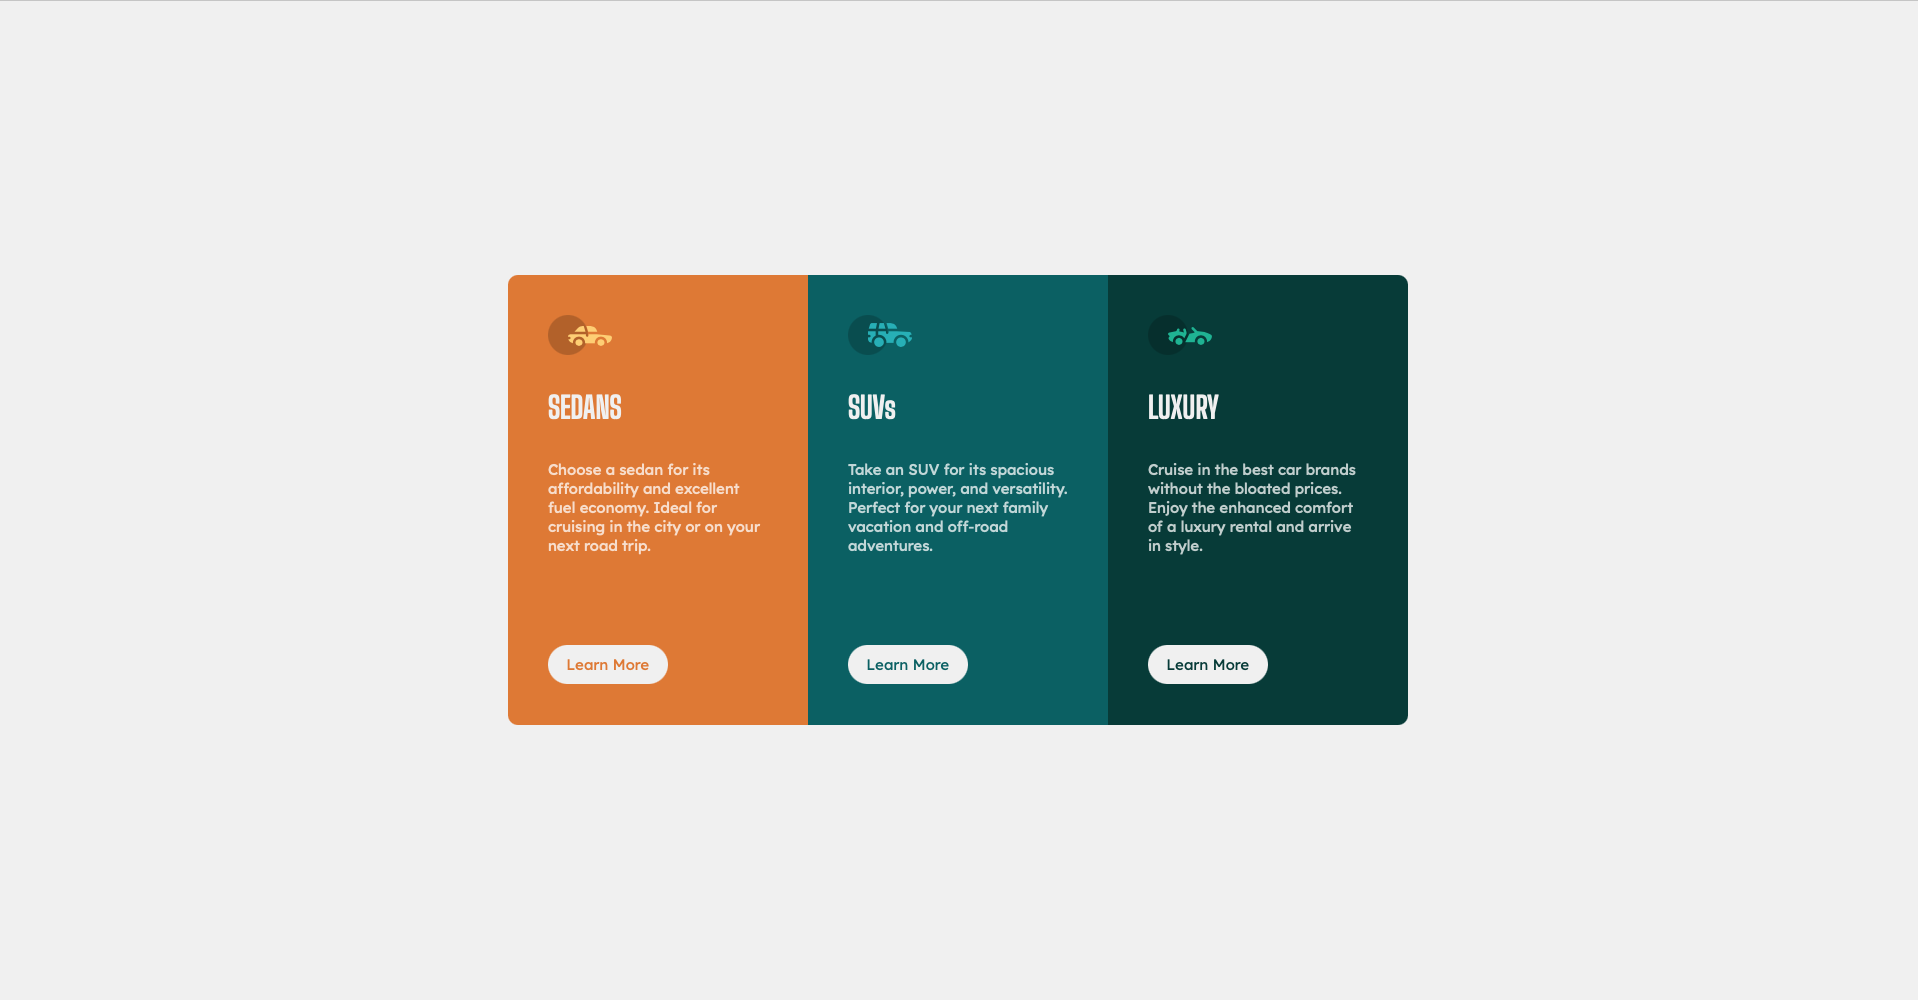 SEDANS
Choose a sedan for its
affordability and excellent
fuel economy. Ideal for
cruising in the city or on your
next road trip.
Learn More
SUVs
Take an SUV for its spacious
interior, power, and versatility.
Perfect for your next family
vacation and off-road
adventures.
Learn More
LUXURY
Cruise in the best car brands
without the bloated prices.
Enjoy the enhanced comfort
of a luxury rental and arrive
in style.
Learn More